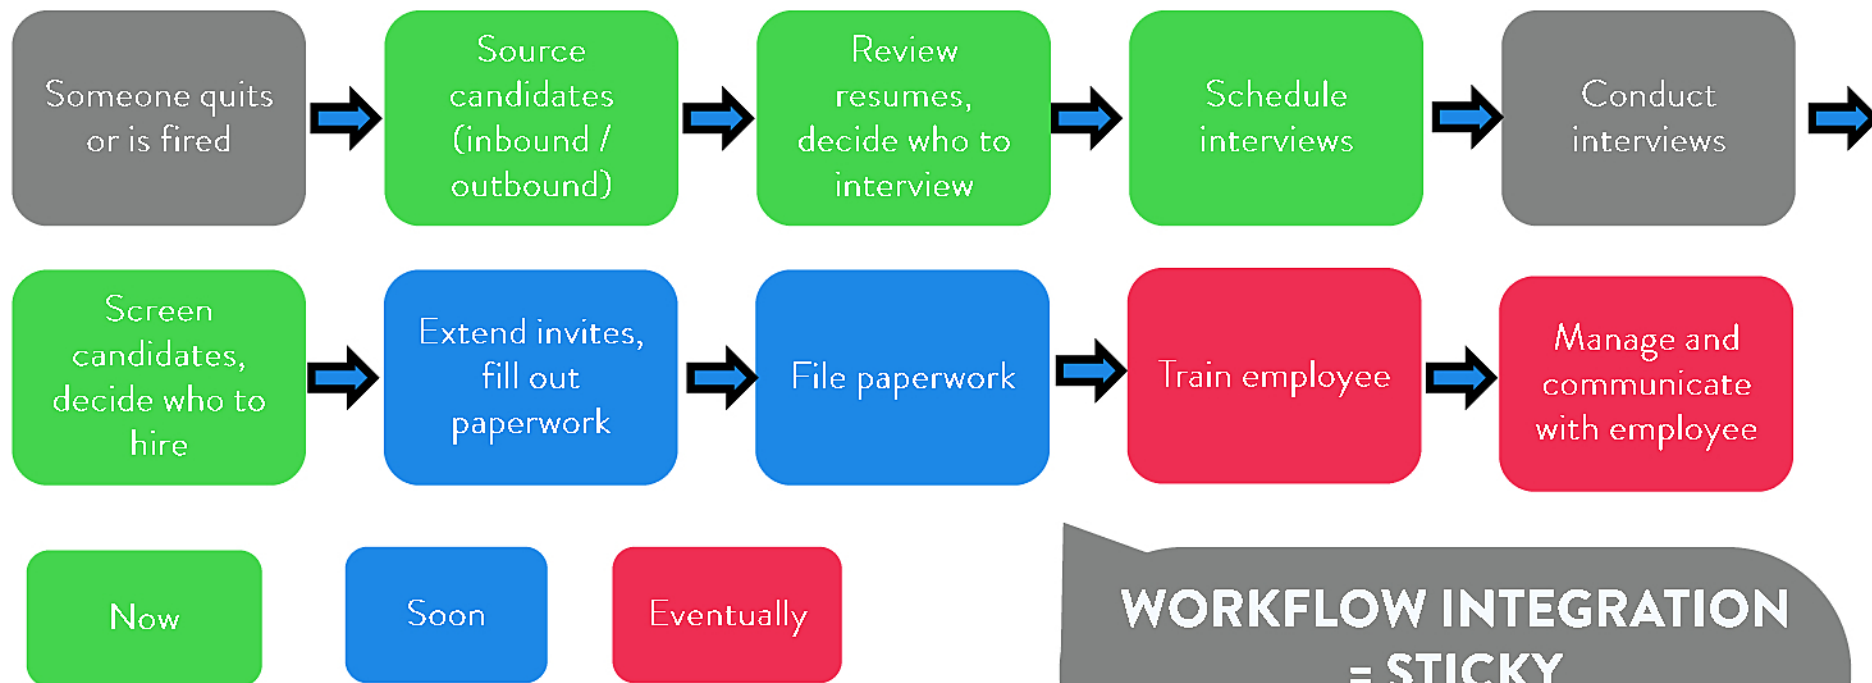 Someone quits
or is fired
Source
candidates
(inbound /
outbound)
Review
resumes,
decide who to
interview
Schedule
interviews
Conduct
interviews
Screen
candidates,
decide who to
hire
Extend invites,
fill out
paperwork
File paperwork
Train employee
Manage and
communicate
with employee
Now
Soon
Eventually
WORKFLOW INTEGRATION
= STICKY